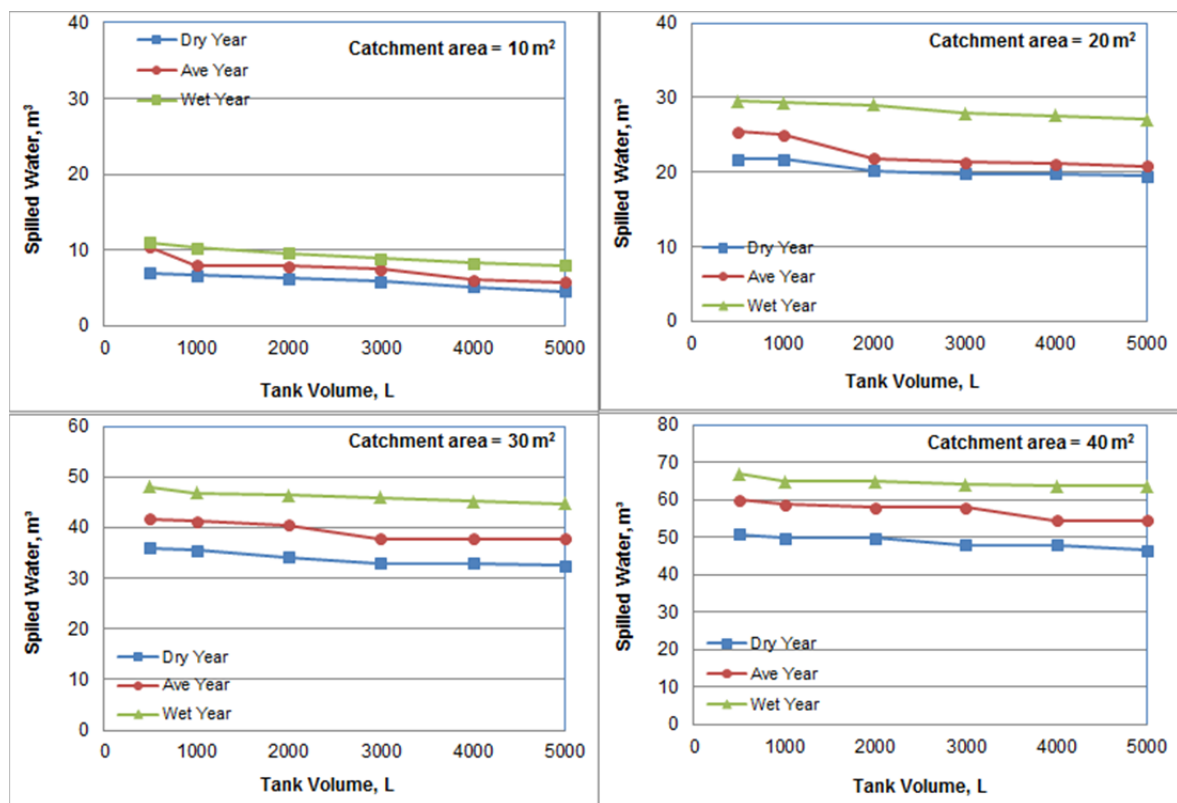 Catchment area = 10 m²
Spilled Water, m³
40
30
20
10
0
Dry Year
Ave Year
Wet Year
0 1000 2000 3000 4000 5000
Tank Volume, L
Catchment area = 20 m²
Spilled Water, m³
40
30
20
10
0
Dry Year
Ave Year
Wet Year
0 1000 2000 3000 4000 5000
Tank Volume, L
Catchment area = 30 m²
Spilled Water, m³
60
50
40
30
20
10
0
Dry Year
Ave Year
Wet Year
0 1000 2000 3000 4000 5000
Tank Volume, L
Catchment area = 40 m²
Spilled Water, m³
80
70
60
50
40
30
20
10
0
Dry Year
Ave Year
Wet Year
0 1000 2000 3000 4000 5000
Tank Volume, L